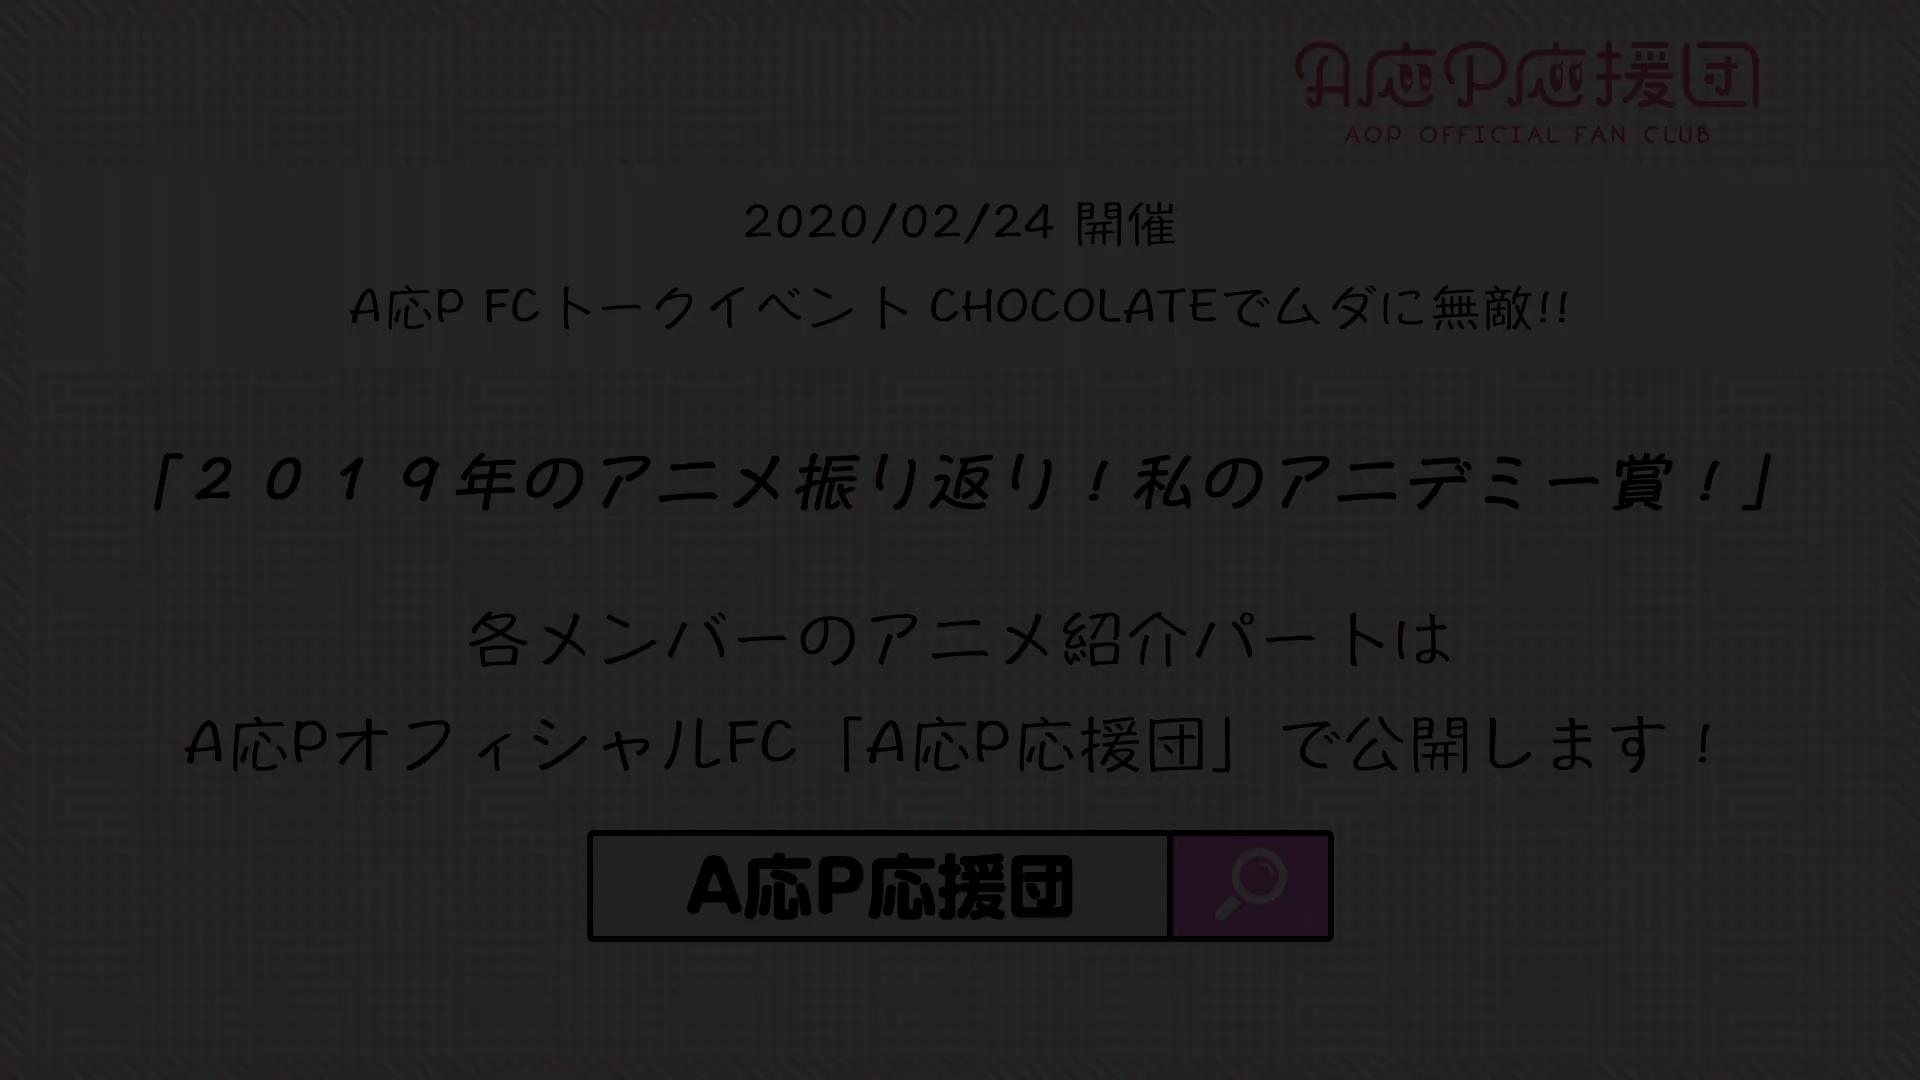 A応P応援団
AOP OFFICIAL FAN CLUB
2020/02/24 開催
A応P FCトークイベント CHOCOLATEでムダに無敵!!
「２０１９年のアニメ振り返り！私のアニデミー賞！」
各メンバーのアニメ紹介パートは
A応PオフィシャルFC「A応P応援団」で公開します！
A応P応援団